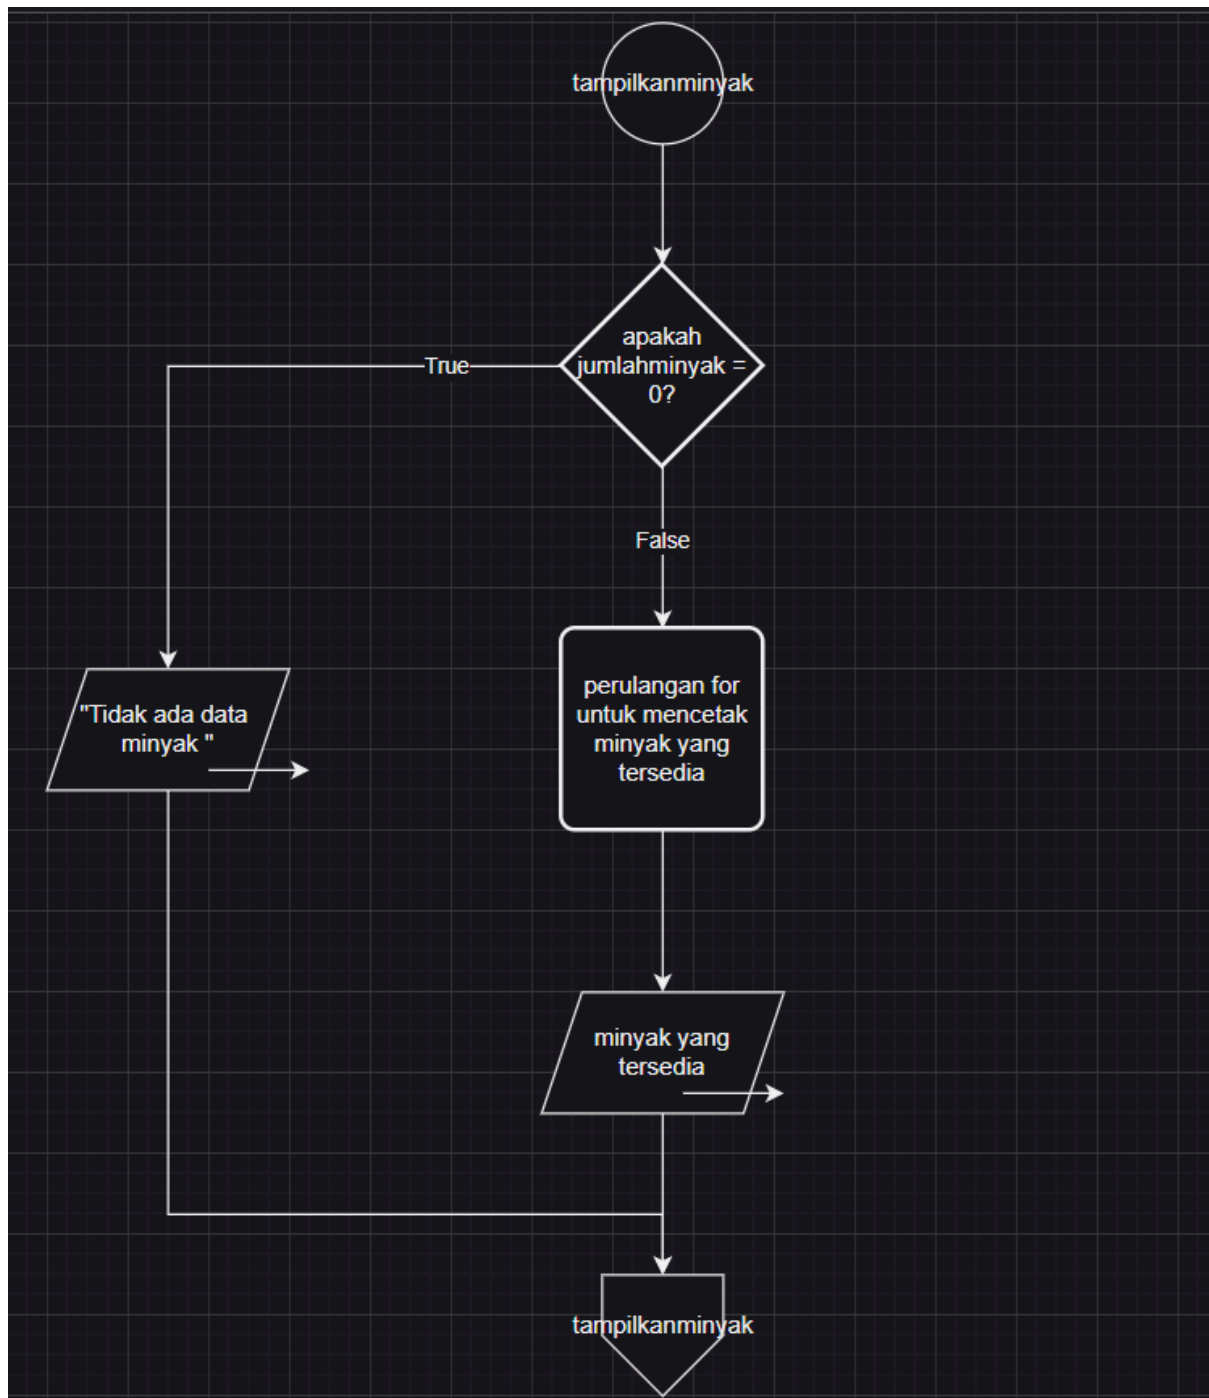 tampilkanminyak
apakah
jumlahminyak =
0?
True
False
"Tidak ada data
minyak "
perulangan for
untuk mencetak
minyak yang
tersedia
minyak yang
tersedia
tampilkanminyak